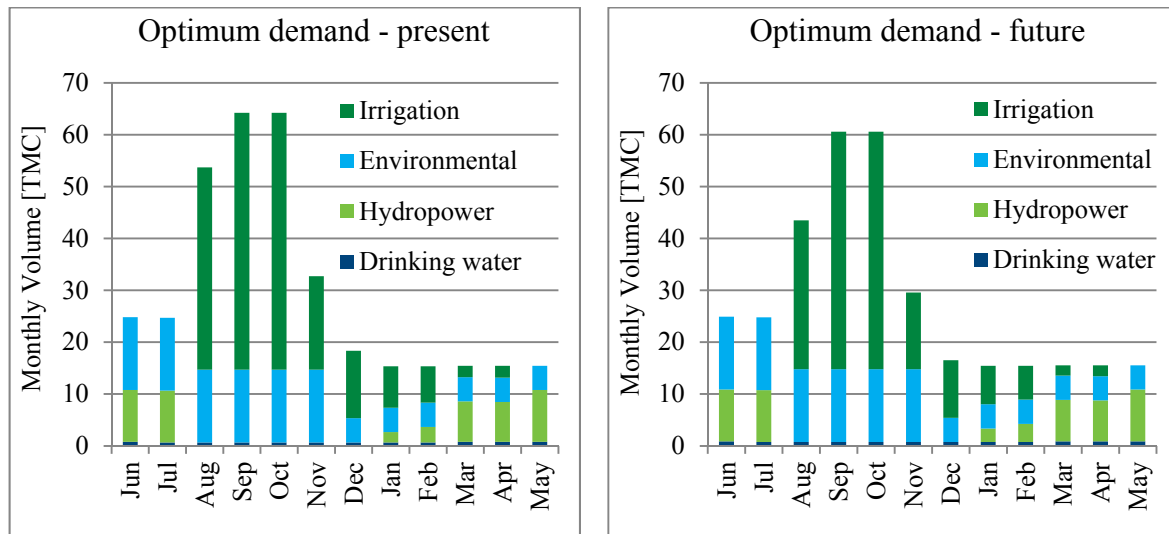 Optimum demand - present
Monthly Volume [TMC]
70
60
50
40
30
20
10
0
Irrigation
Environmental
Hydropower
Drinking water
Jun
Jul
Aug
Sep
Oct
Nov
Dec
Jan
Feb
Mar
Apr
May
Optimum demand - future
Monthly Volume [TMC]
70
60
50
40
30
20
10
0
Irrigation
Environmental
Hydropower
Drinking water
Jun
Jul
Aug
Sep
Oct
Nov
Dec
Jan
Feb
Mar
Apr
May